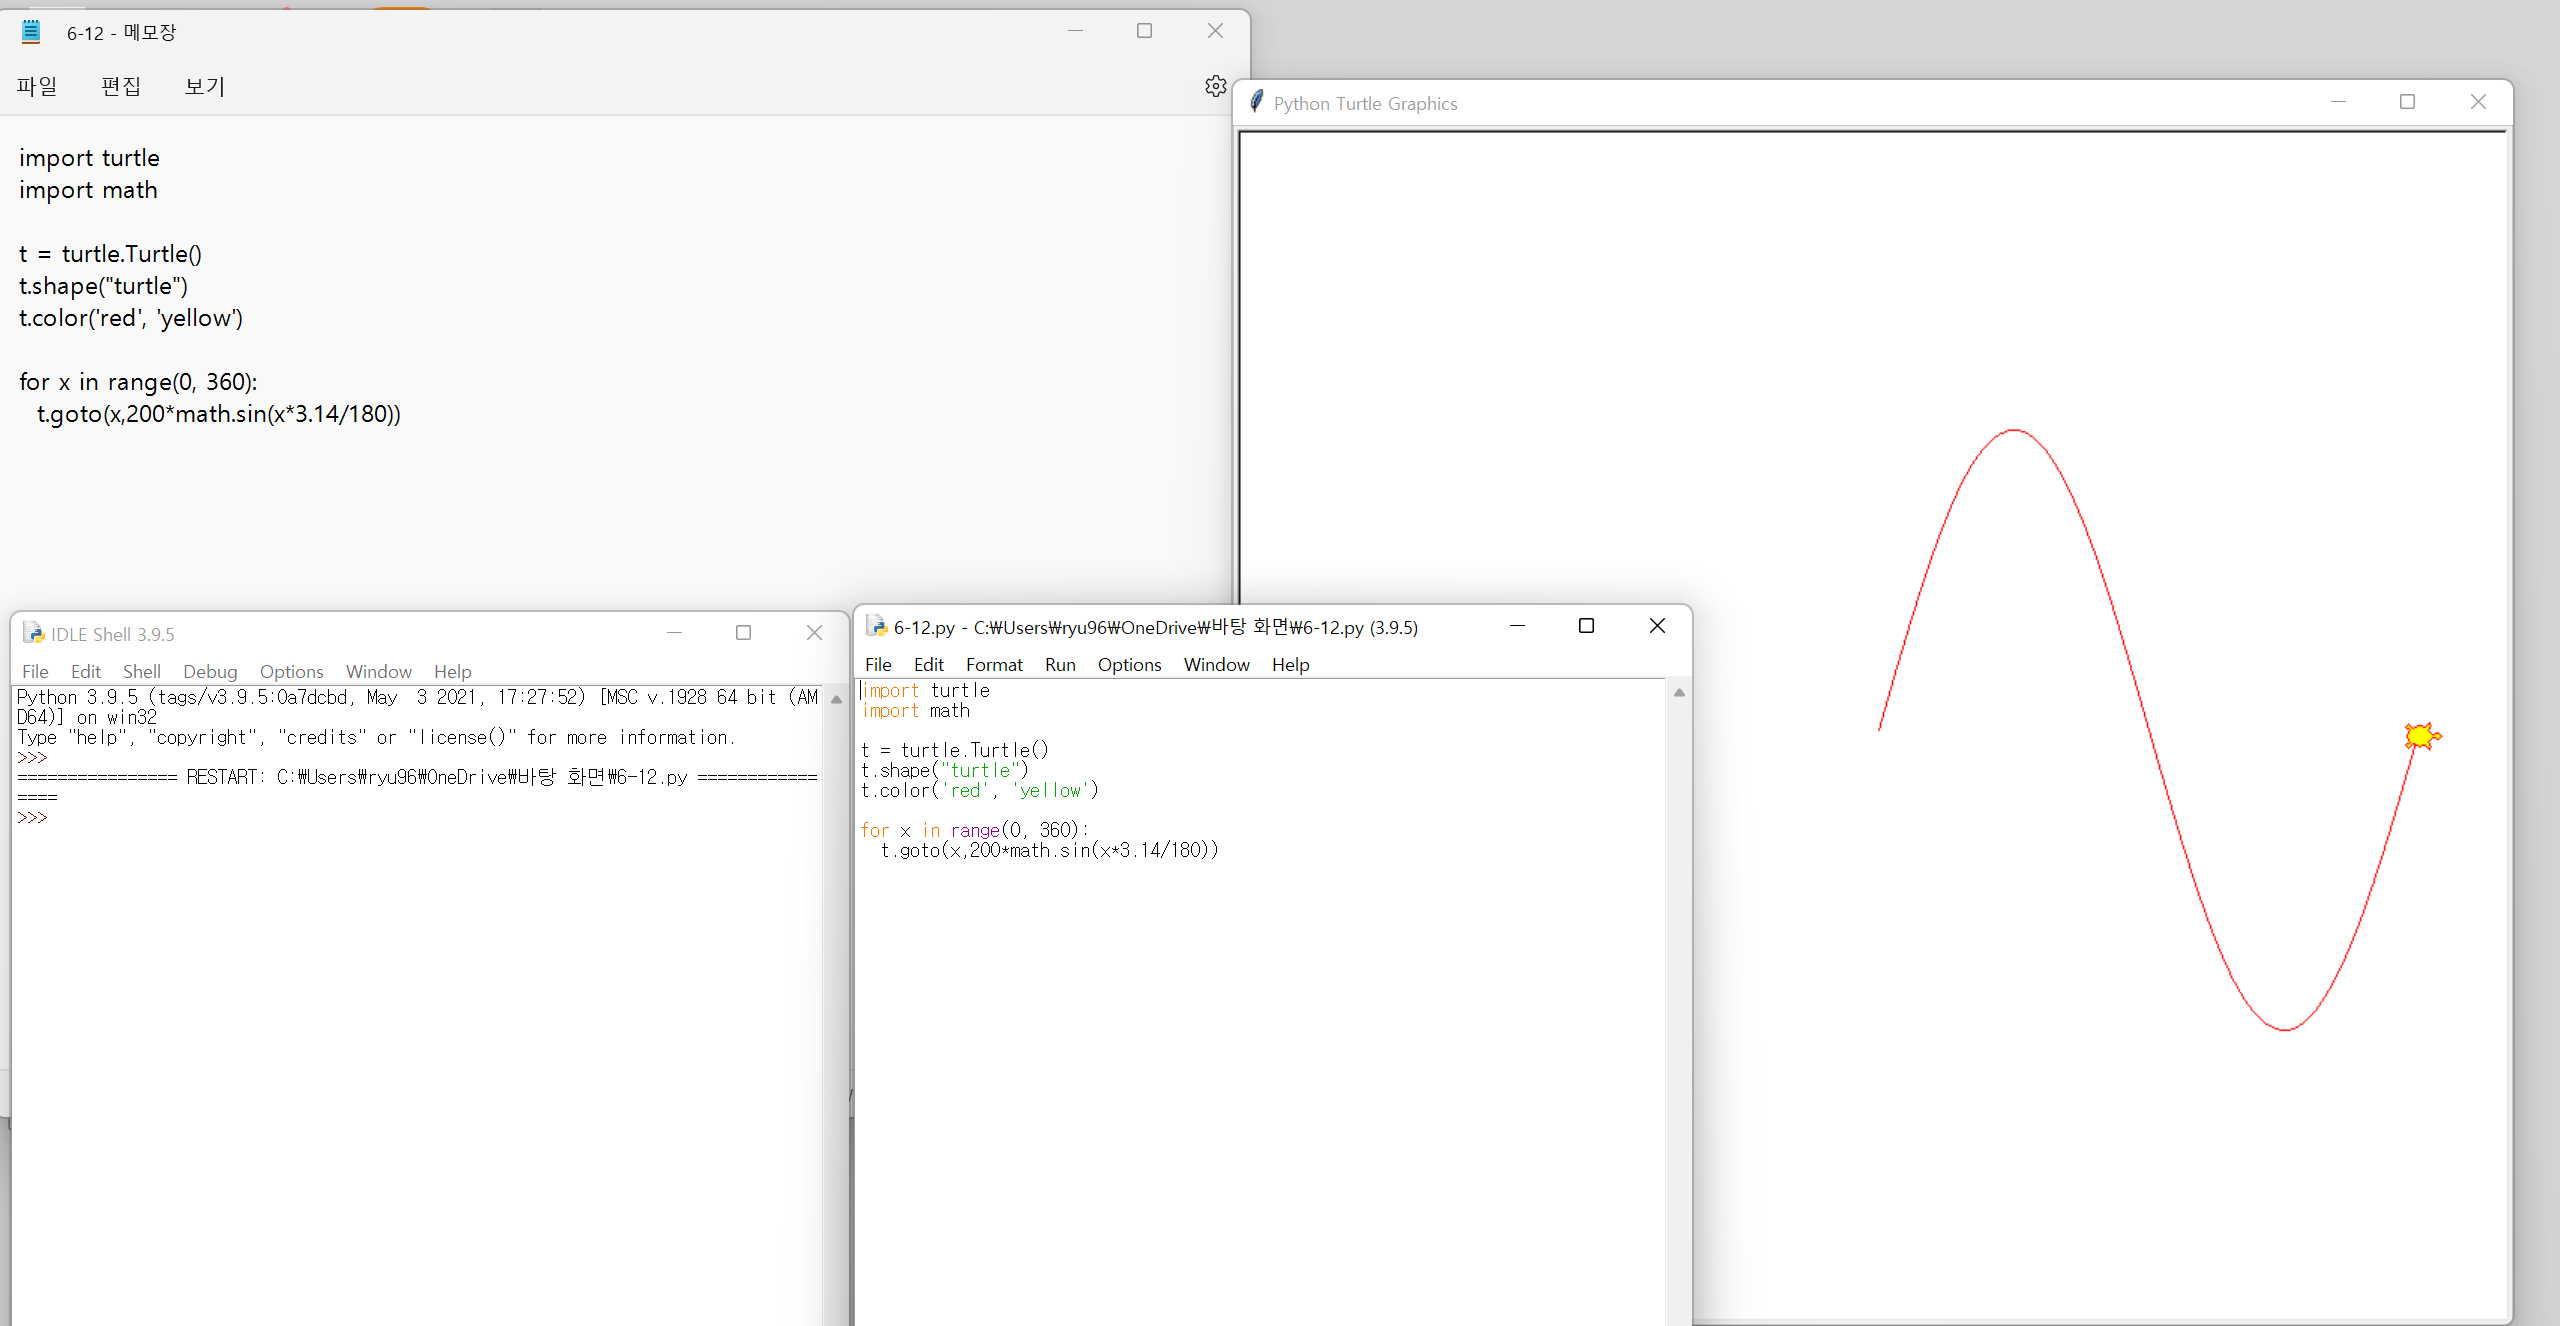 6-12 - 메모장
파일 편집 보기
import turtle
import math
t = turtle.Turtle()
t.shape("turtle")
t.color('red', 'yellow')
for x in range(0, 360):
t.goto(x,200*math.sin(x*3.14/180))
Python Turtle Graphics
IDLE Shell 3.9.5
File Edit Shell Debug Options Window Help
Python 3.9.5 (tags/v3.9.5:0a7dcbd, May  3 2021, 17:27:52) [MSC v.1928 64 bit (AM
D64)] on win32
Type "help", "copyright", "credits" or "license()" for more information.
>>>
================ RESTART: C:₩Users₩ryu96₩OneDrive₩바탕 화면₩6-12.py ============
====
>>>
6-12.py - C:₩Users₩ryu96₩OneDrive₩바탕 화면₩6-12.py (3.9.5)
File Edit Format Run Options Window Help
import turtle
import math
t = turtle.Turtle()
t.shape("turtle")
t.color('red', 'yellow')
for x in range(0, 360):
t.goto(x,200*math.sin(x*3.14/180))